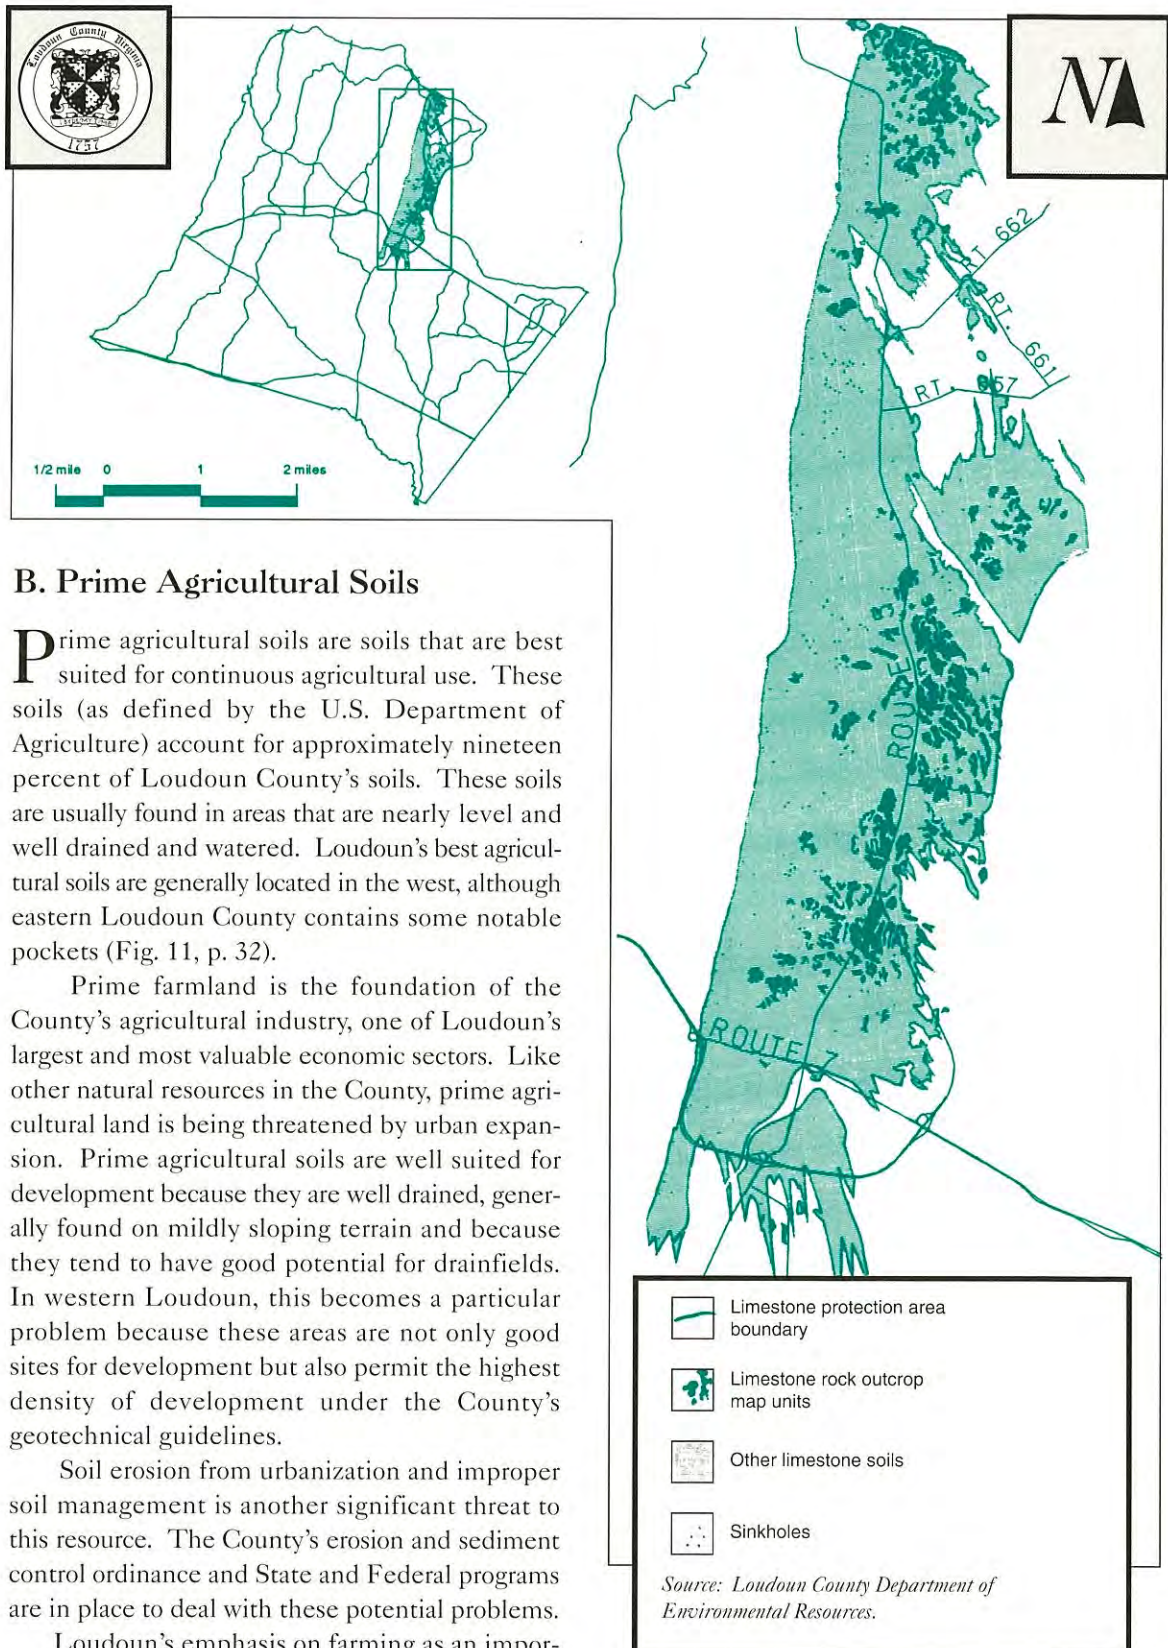 Loudoun County Virginia
1757
N
RT 662
RT. 661
RT. 657
1/2 mile 0 1 2 miles
ROUTE 15
ROUTE 7
B. Prime Agricultural Soils
Prime agricultural soils are soils that are best
suited for continuous agricultural use. These
soils (as defined by the U.S. Department of
Agriculture) account for approximately nineteen
percent of Loudoun County's soils. These soils
are usually found in areas that are nearly level and
well drained and watered. Loudoun's best agricul-
tural soils are generally located in the west, although
eastern Loudoun County contains some notable
pockets (Fig. 11, p. 32).
Prime farmland is the foundation of the
County's agricultural industry, one of Loudoun's
largest and most valuable economic sectors. Like
other natural resources in the County, prime agri-
cultural land is being threatened by urban expan-
sion. Prime agricultural soils are well suited for
development because they are well drained, gener-
ally found on mildly sloping terrain and because
they tend to have good potential for drainfields.
In western Loudoun, this becomes a particular
problem because these areas are not only good
sites for development but also permit the highest
density of development under the County's
geotechnical guidelines.
Soil erosion from urbanization and improper
soil management is another significant threat to
this resource. The County's erosion and sediment
control ordinance and State and Federal programs
are in place to deal with these potential problems.
Loudoun's emphasis on farming as an impor-
Limestone protection area
boundary
Limestone rock outcrop
map units
Other limestone soils
Sinkholes
Source: Loudoun County Department of
Environmental Resources.